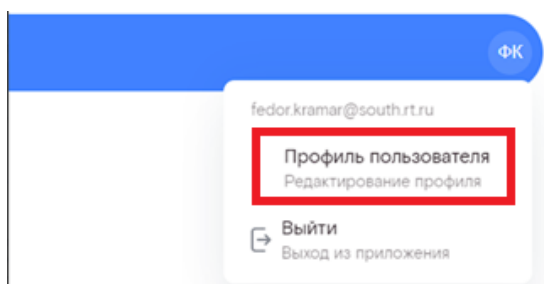 ФК
fedor.kramar@south.rt.ru
Профиль пользователя
Редактирование профиля
Выйти
Выход из приложения